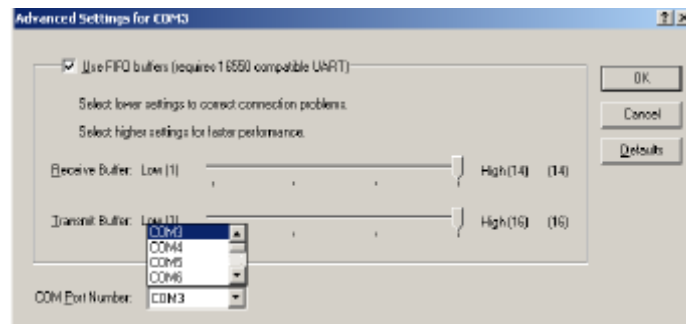 Advanced Settings for COM3
Use FIFO buffers (requires 16550 compatible UART)
OK
Select lower settings to correct connection problems.
Cancel
Select higher settings for faster performance.
Defaults
Receive Buffer: Low (1) High (14) (14)
Transmit Buffer: Low (1) High (16) (16)
COM3
COM4
COM5
COM6
COM Port Number: COM3